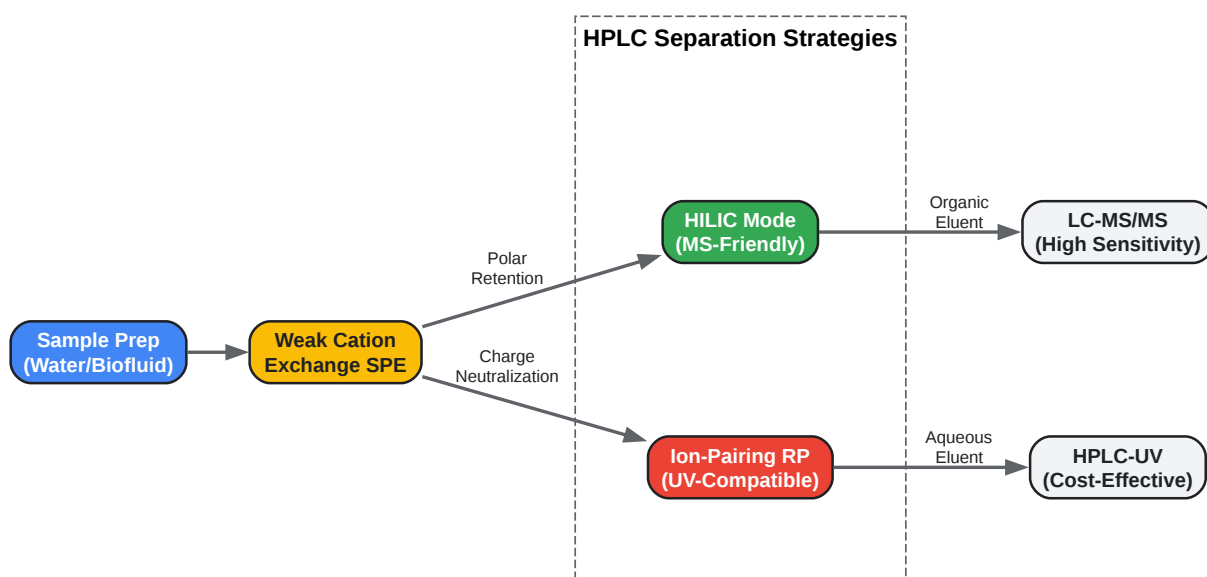 HPLC Separation Strategies
Sample Prep
(Water/Biofluid)
Weak Cation
Exchange SPE
Polar
Retention
Charge
Neutralization
HILIC Mode
(MS-Friendly)
Organic
Eluent
LC-MS/MS
(High Sensitivity)
Ion-Pairing RP
(UV-Compatible)
Aqueous
Eluent
HPLC-UV
(Cost-Effective)